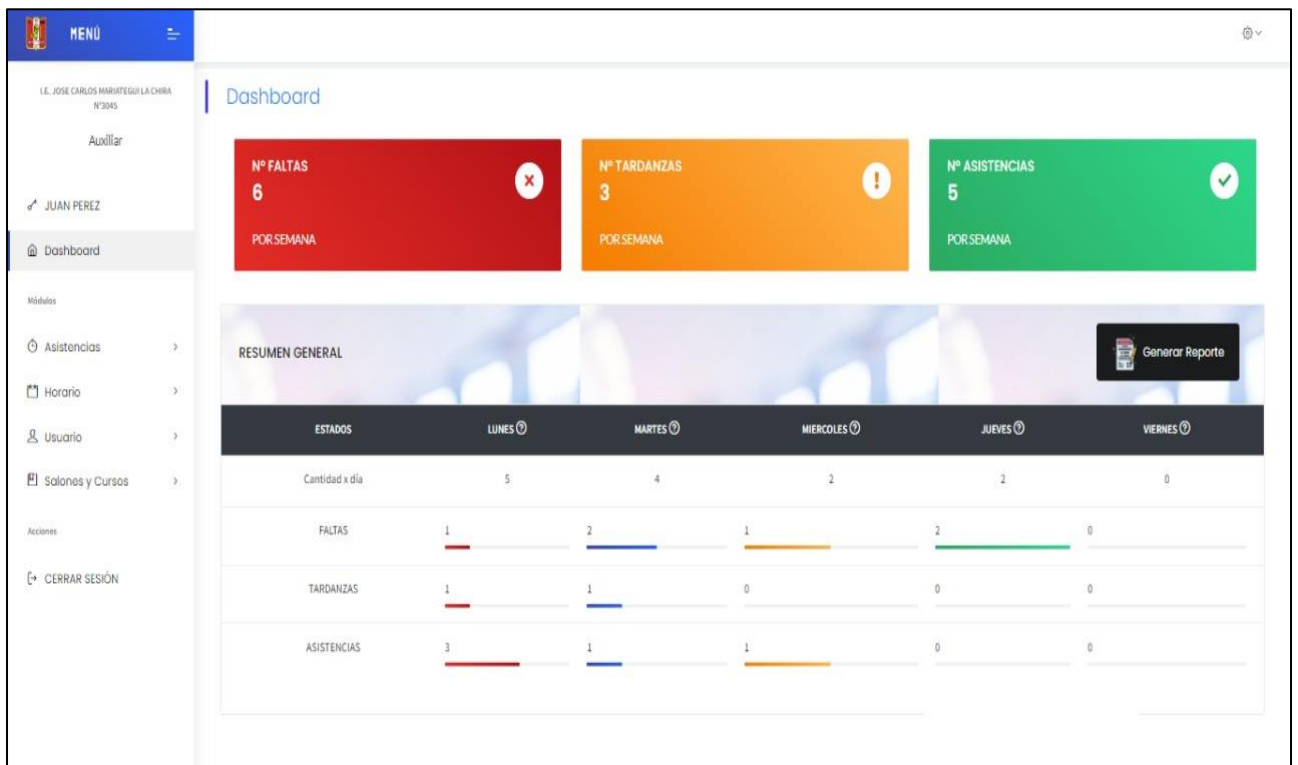 MENÚ
I.E. JOSE CARLOS MARIATEGUI LA CHIRA
N°3045
Auxiliar
JUAN PEREZ
Dashboard
Módulos
Asistencias
Horario
Usuario
Salones y Cursos
Acciones
CERRAR SESIÓN
Dashboard
Nº FALTAS
6
POR SEMANA
Nº TARDANZAS
3
POR SEMANA
Nº ASISTENCIAS
5
POR SEMANA
RESUMEN GENERAL
Generar Reporte
ESTADOS LUNES MARTES MIERCOLES JUEVES VIERNES
Cantidad x día 5 4 2 2 0
FALTAS 1 2 1 2 0
TARDANZAS 1 1 0 0 0
ASISTENCIAS 3 1 1 0 0